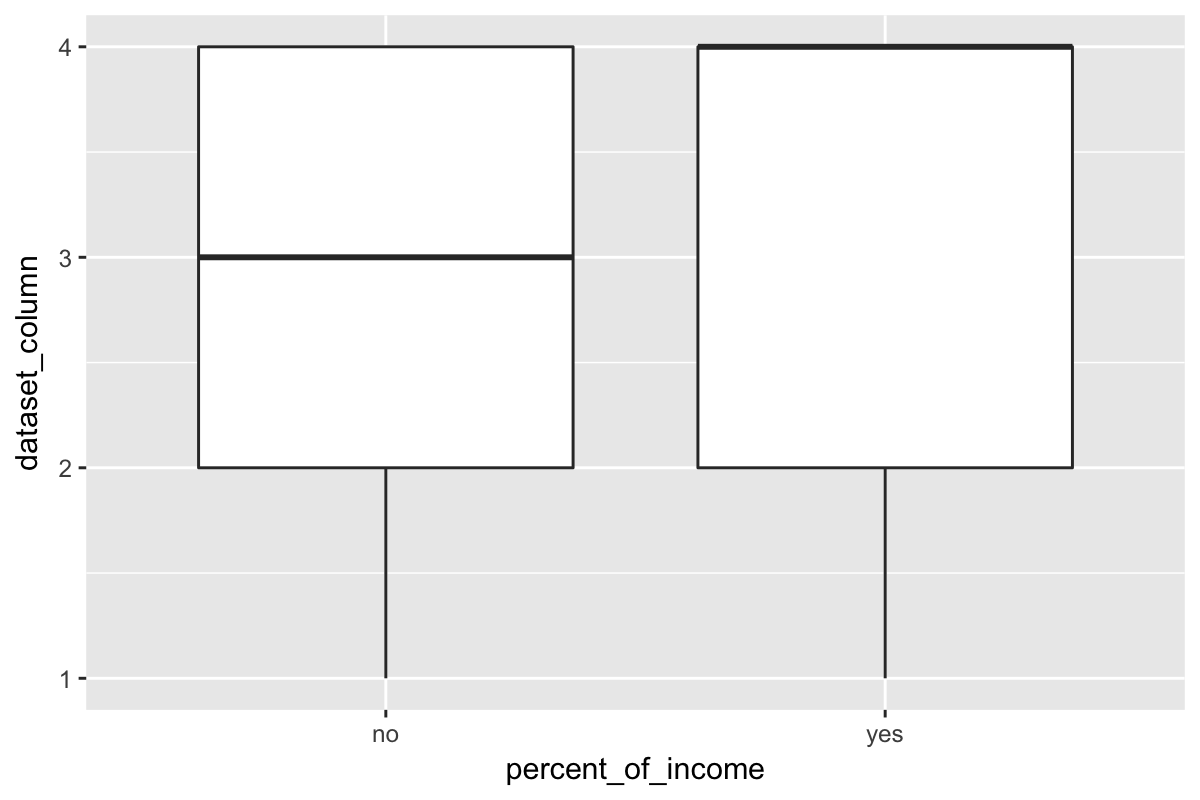 4
3
2
1
dataset_column
no yes
percent_of_income